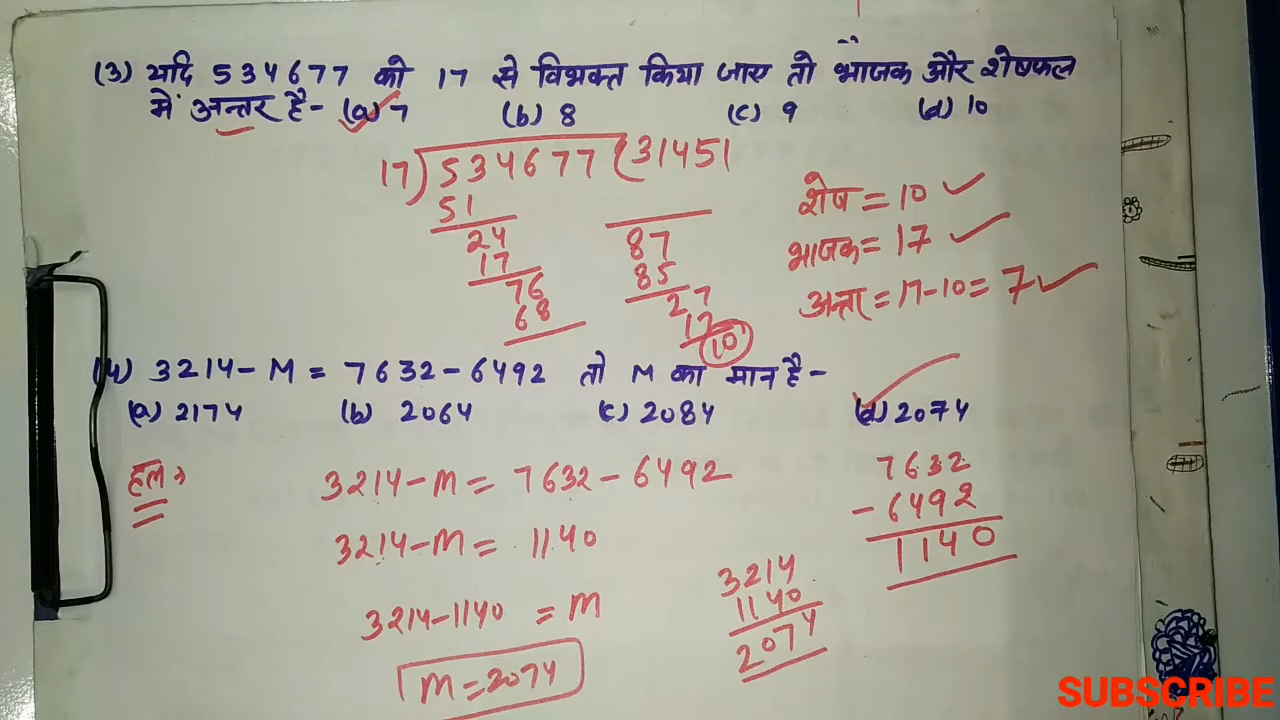 (3) यदि 534677 को 17 से विभक्त किया जाए तो भाजक और शेषफल
में अन्तर है- (a) 7 (b) 8 (c) 9 (d) 10
17) 534677 (31451
51
24
17
76
68
87
85
27
17
10
शेष = 10 ✓
भाजक = 17 ✓
अन्तर = 17-10 = 7 ✓
(4) 3214 - M = 7632 - 6492 तो M का मान है -
(a) 2174 (b) 2064 (c) 2084 (d) 2074
हल →
3214 - M = 7632 - 6492
3214 - M = 1140
3214 - 1140 = M
M = 2074
3214
1140
2074
7632
- 6492
1140
SUBSCRIBE